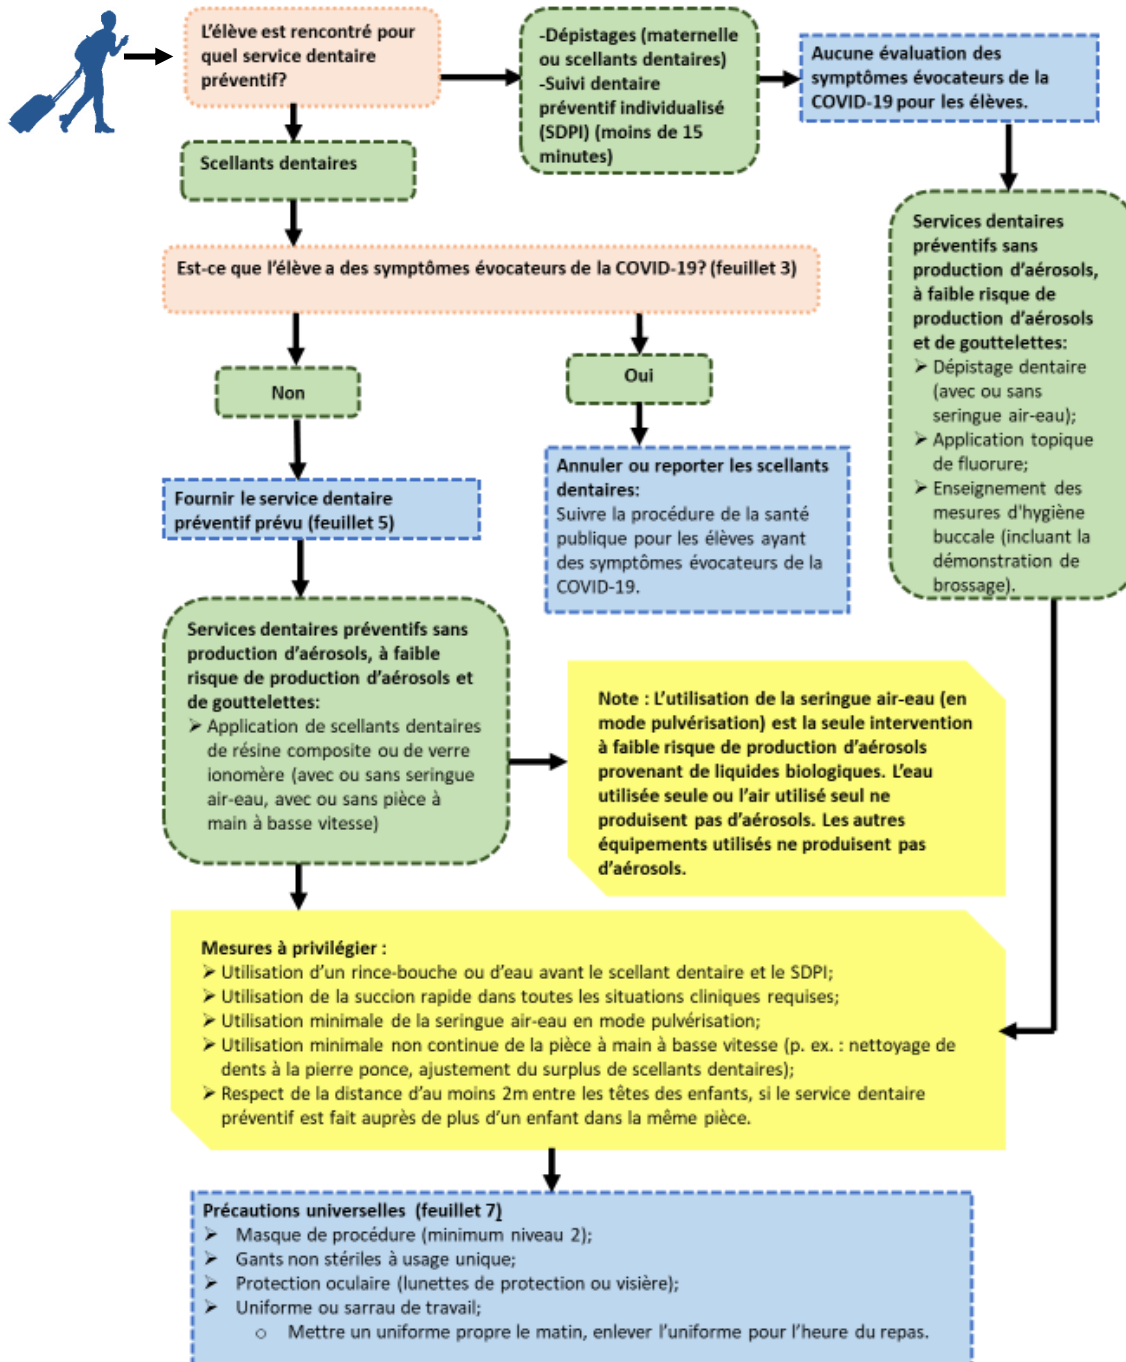 L'élève est rencontré pour
quel service dentaire
préventif?
-Dépistages (maternelle
ou scellants dentaires)
-Suivi dentaire
préventif individualisé
(SDPI) (moins de 15
minutes)
Aucune évaluation des
symptômes évocateurs de la
COVID-19 pour les élèves.
Scellants dentaires
Est-ce que l'élève a des symptômes évocateurs de la COVID-19? (feuillet 3)
Non
Oui
Fournir le service dentaire
préventif prévu (feuillet 5)
Annuler ou reporter les scellants
dentaires:
Suivre la procédure de la santé
publique pour les élèves ayant
des symptômes évocateurs de la
COVID-19.
Services dentaires
préventifs sans
production d'aérosols,
à faible risque de
production d'aérosols
et de gouttelettes:
➢ Dépistage dentaire
(avec ou sans
seringue air-eau);
➢ Application topique
de fluorure;
➢ Enseignement des
mesures d'hygiène
buccale (incluant la
démonstration de
brossage).
Services dentaires préventifs sans
production d'aérosols, à faible
risque de production d'aérosols et
de gouttelettes:
➢ Application de scellants dentaires
de résine composite ou de verre
ionomère (avec ou sans seringue
air-eau, avec ou sans pièce à
main à basse vitesse)
Note : L'utilisation de la seringue air-eau (en
mode pulvérisation) est la seule intervention
à faible risque de production d'aérosols
provenant de liquides biologiques. L'eau
utilisée seule ou l'air utilisé seul ne
produisent pas d'aérosols. Les autres
équipements utilisés ne produisent pas
d'aérosols.
Mesures à privilégier :
➢ Utilisation d'un rince-bouche ou d'eau avant le scellant dentaire et le SDPI;
➢ Utilisation de la succion rapide dans toutes les situations cliniques requises;
➢ Utilisation minimale de la seringue air-eau en mode pulvérisation;
➢ Utilisation minimale non continue de la pièce à main à basse vitesse (p. ex. : nettoyage de
dents à la pierre ponce, ajustement du surplus de scellants dentaires);
➢ Respect de la distance d'au moins 2m entre les têtes des enfants, si le service dentaire
préventif est fait auprès de plus d'un enfant dans la même pièce.
Précautions universelles (feuillet 7)
➢ Masque de procédure (minimum niveau 2);
➢ Gants non stériles à usage unique;
➢ Protection oculaire (lunettes de protection ou visière);
➢ Uniforme ou sarrau de travail;
o Mettre un uniforme propre le matin, enlever l'uniforme pour l'heure du repas.